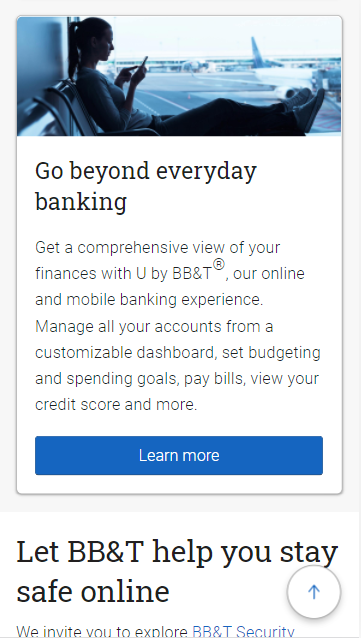 Go beyond everyday
banking
Get a comprehensive view of your
finances with U by BB&T®, our online
and mobile banking experience.
Manage all your accounts from a
customizable dashboard, set budgeting
and spending goals, pay bills, view your
credit score and more.
Learn more
Let BB&T help you stay
safe online
We invite you to explore BB&T Security